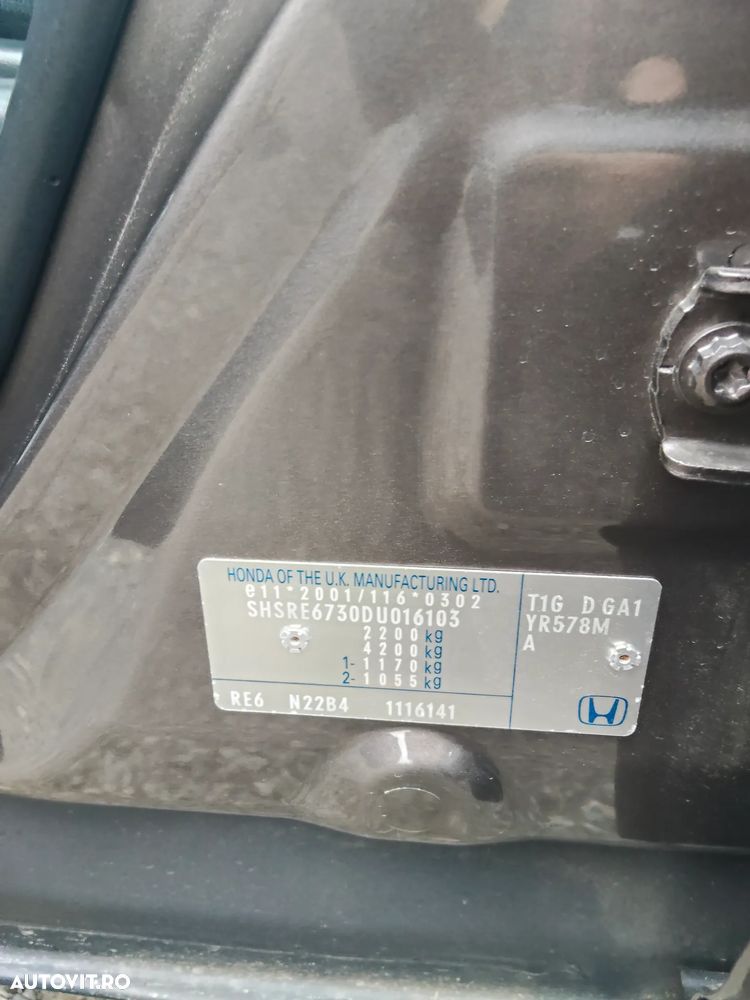 HONDA OF THE U.K. MANUFACTURING LTD.
e11*2001/116*0302
SHSRE6730DU016103
2200kg
4200kg
1- 1170kg
2- 1055kg
RE6 N22B4 1116141
T1G D GA1
YR578M
A
AUTOVIT.RO